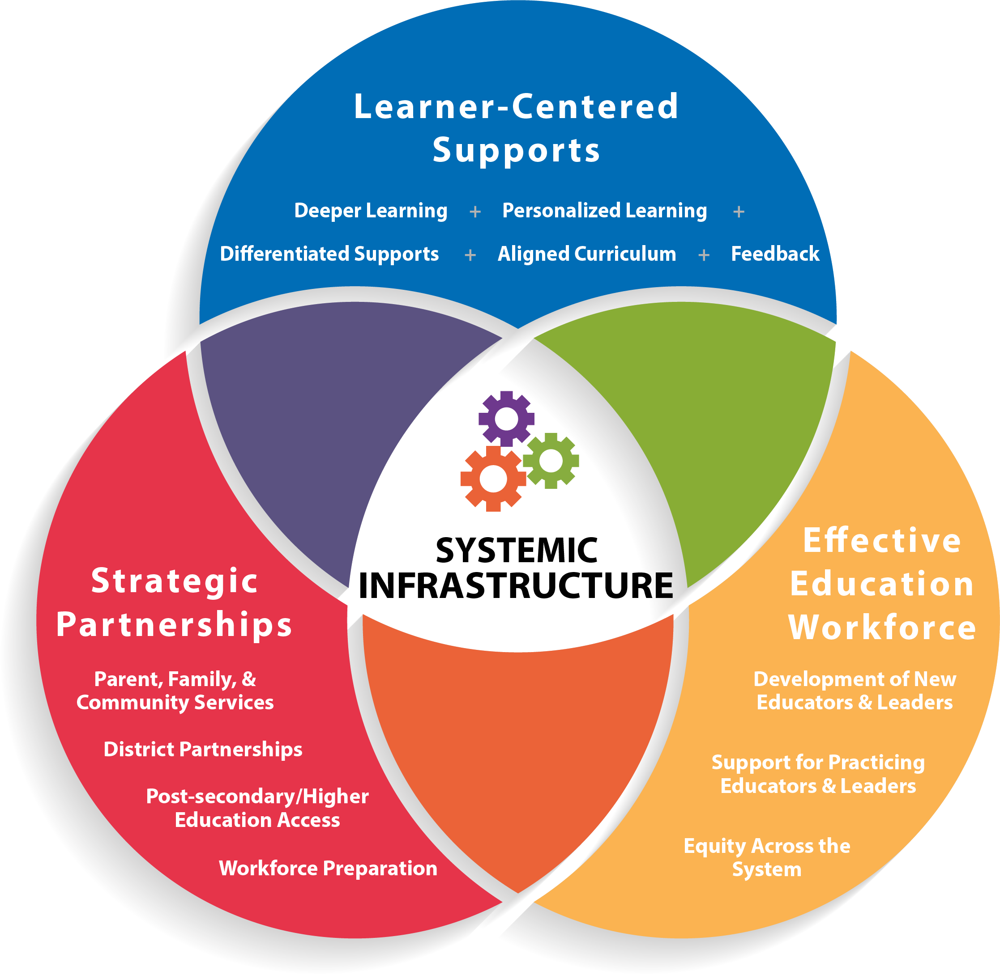 Learner-Centered
Supports
Deeper Learning + Personalized Learning +
Differentiated Supports + Aligned Curriculum + Feedback
SYSTEMIC
INFRASTRUCTURE
Strategic
Partnerships
Parent, Family, &
Community Services
District Partnerships
Post-secondary/Higher
Education Access
Workforce Preparation
Effective
Education
Workforce
Development of New
Educators & Leaders
Support for Practicing
Educators & Leaders
Equity Across the
System